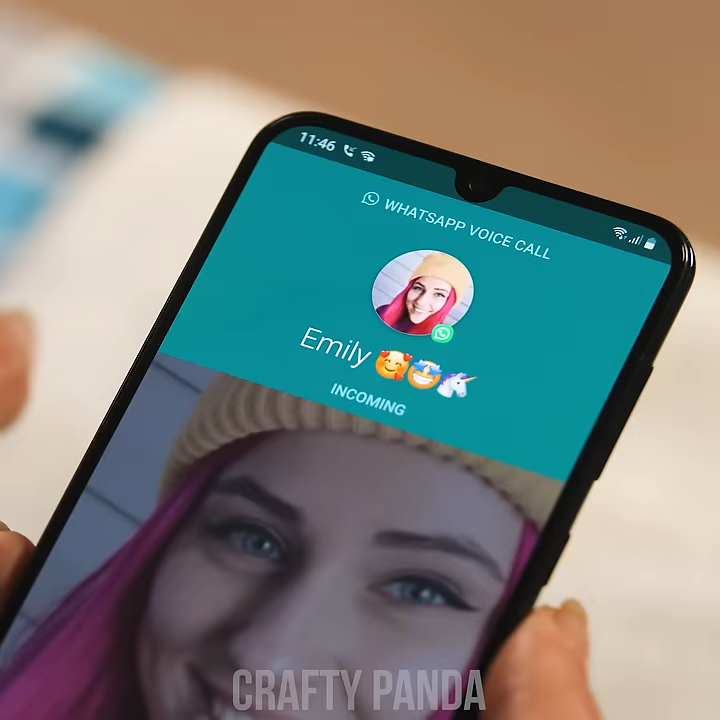 11:46
WHATSAPP VOICE CALL
Emily 🥰🤩🦄
INCOMING
CRAFTY PANDA